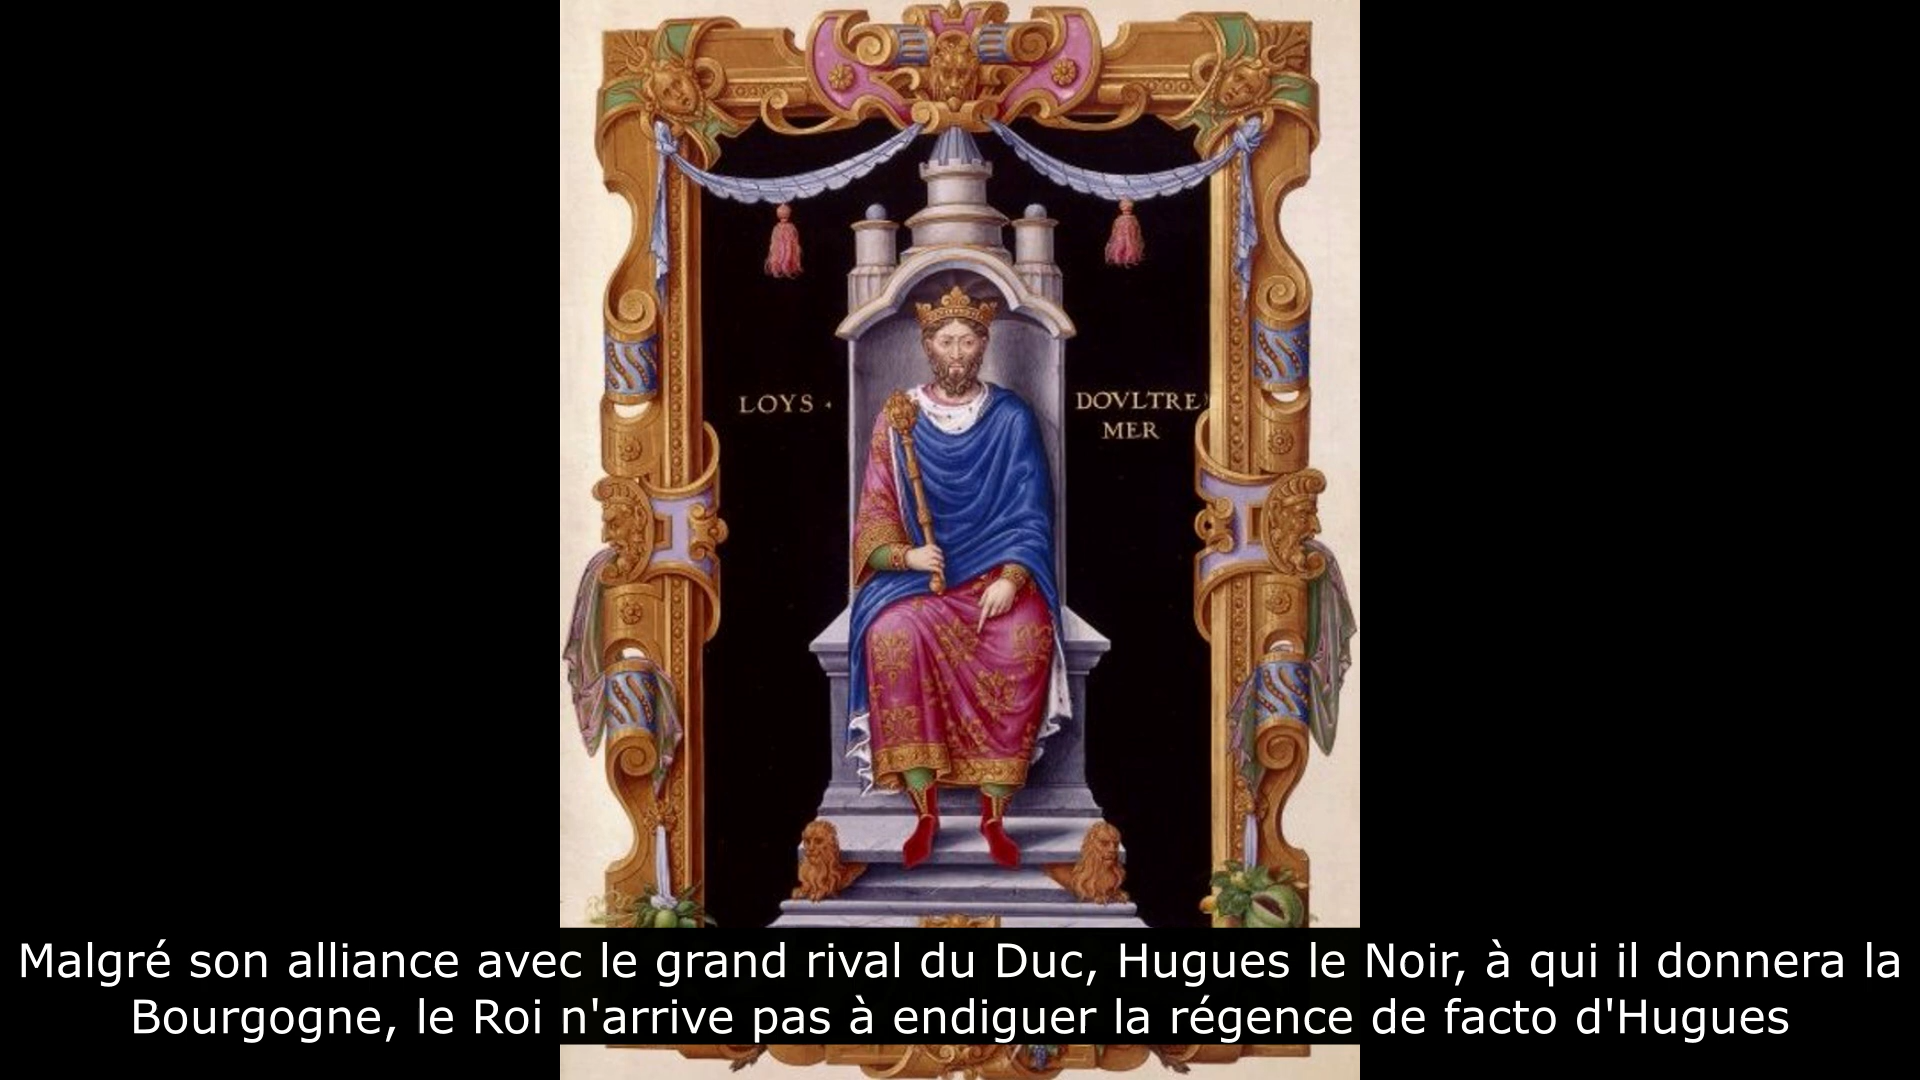 LOYS · DOVLTRE
MER
Malgré son alliance avec le grand rival du Duc, Hugues le Noir, à qui il donnera la
Bourgogne, le Roi n'arrive pas à endiguer la régence de facto d'Hugues